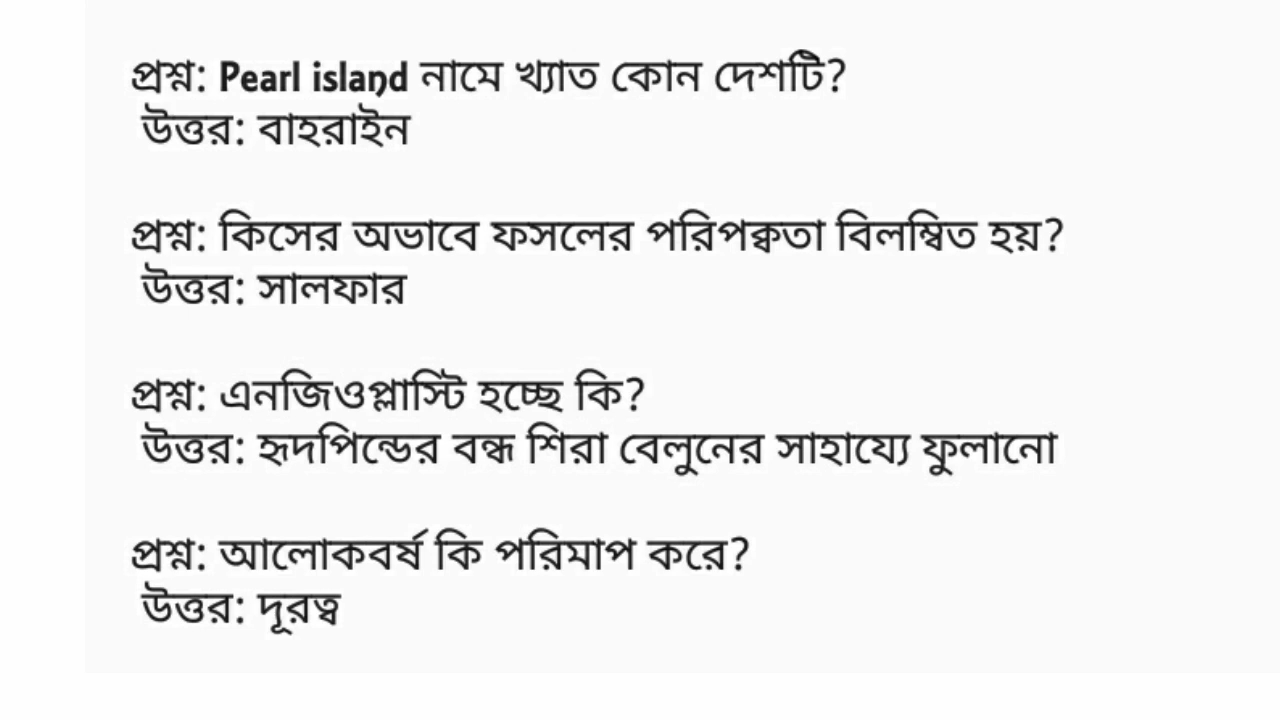 প্রশ্ন: Pearl island নামে খ্যাত কোন দেশটি?
উত্তর: বাহরাইন
প্রশ্ন: কিসের অভাবে ফসলের পরিপক্বতা বিলম্বিত হয়?
উত্তর: সালফার
প্রশ্ন: এনজিওপ্লাস্টি হচ্ছে কি?
উত্তর: হৃদপিন্ডের বন্ধ শিরা বেলুনের সাহায্যে ফুলানো
প্রশ্ন: আলোকবর্ষ কি পরিমাপ করে?
উত্তর: দূরত্ব